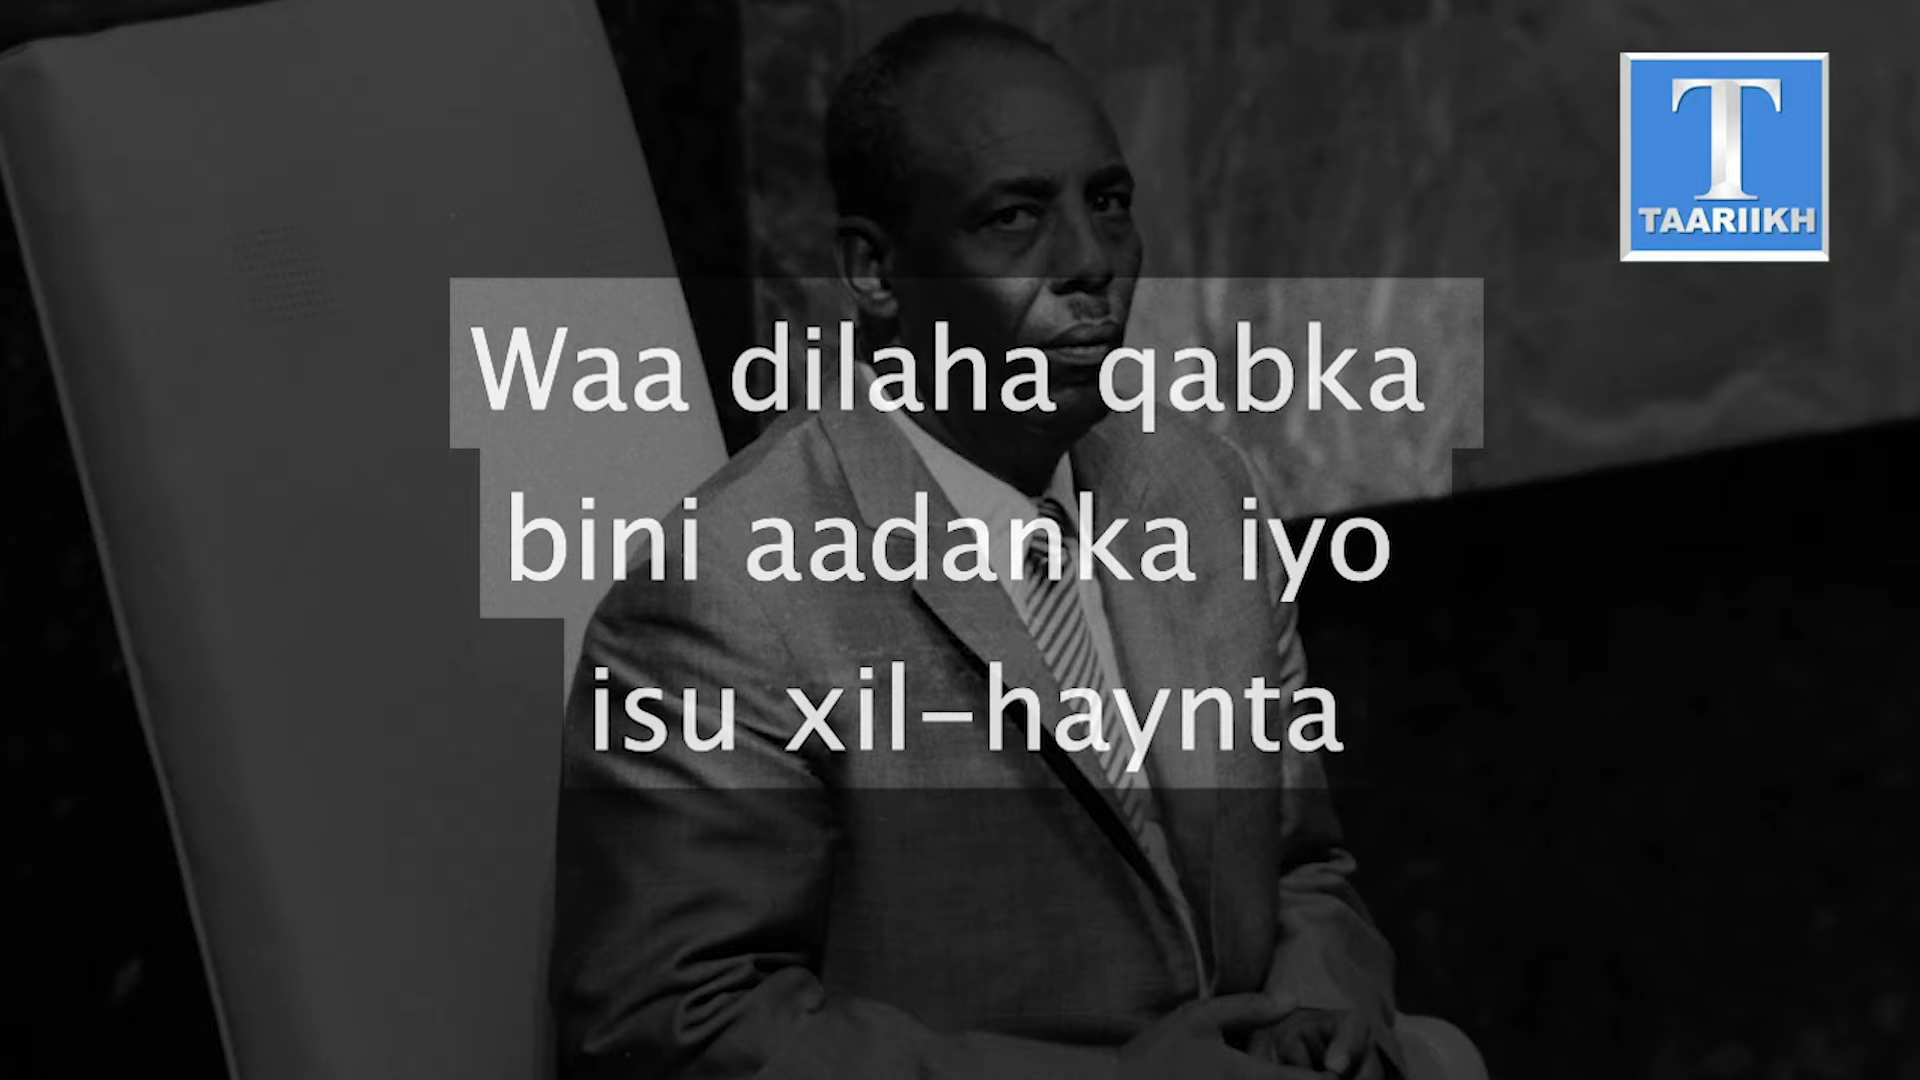 T
TAARIIKH
Waa dilaha qabka
bini aadanka iyo
isu xil-haynta